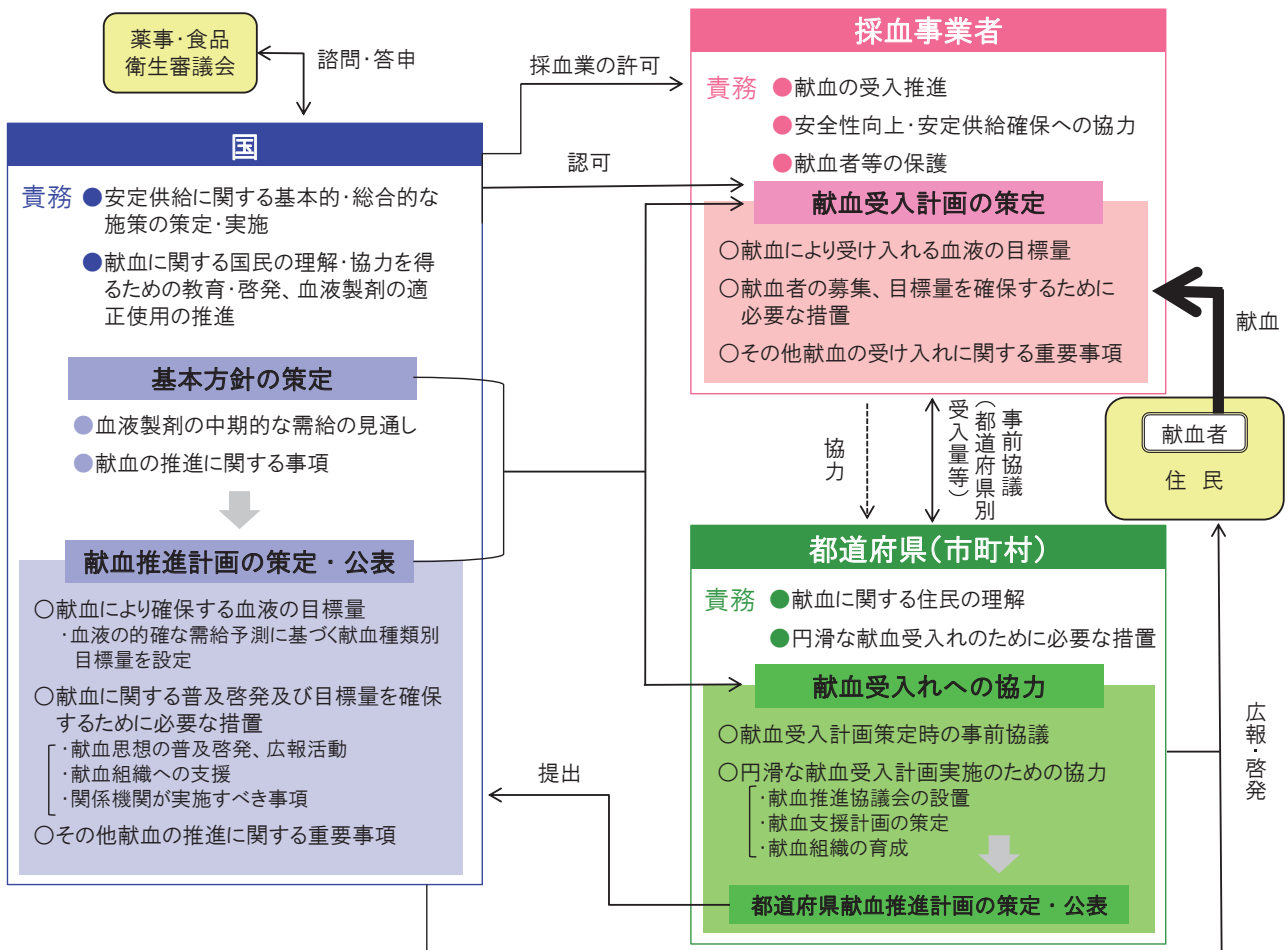 薬事・食品
衛生審議会
諮問・答申
国
責務
●安定供給に関する基本的・総合的な
施策の策定・実施
●献血に関する国民の理解・協力を得
るための教育・啓発、血液製剤の適
正使用の推進
基本方針の策定
●血液製剤の中期的な需給の見通し
●献血の推進に関する事項
献血推進計画の策定・公表
○献血により確保する血液の目標量
・血液の的確な需給予測に基づく献血種類別
目標量を設定
○献血に関する普及啓発及び目標量を確保
するために必要な措置
・献血思想の普及啓発、広報活動
・献血組織への支援
・関係機関が実施すべき事項
○その他献血の推進に関する重要事項
採血業の許可
認可
採血事業者
責務
●献血の受入推進
●安全性向上・安定供給確保への協力
●献血者等の保護
献血受入計画の策定
○献血により受け入れる血液の目標量
○献血者の募集、目標量を確保するために
必要な措置
○その他献血の受け入れに関する重要事項
献血
献血者
住 民
協力
事前協議
（都道府県別
受入量等）
都道府県（市町村）
責務
●献血に関する住民の理解
●円滑な献血受入れのために必要な措置
献血受入れへの協力
○献血受入計画策定時の事前協議
○円滑な献血受入計画実施のための協力
・献血推進協議会の設置
・献血支援計画の策定
・献血組織の育成
都道府県献血推進計画の策定・公表
提出
広報・啓発